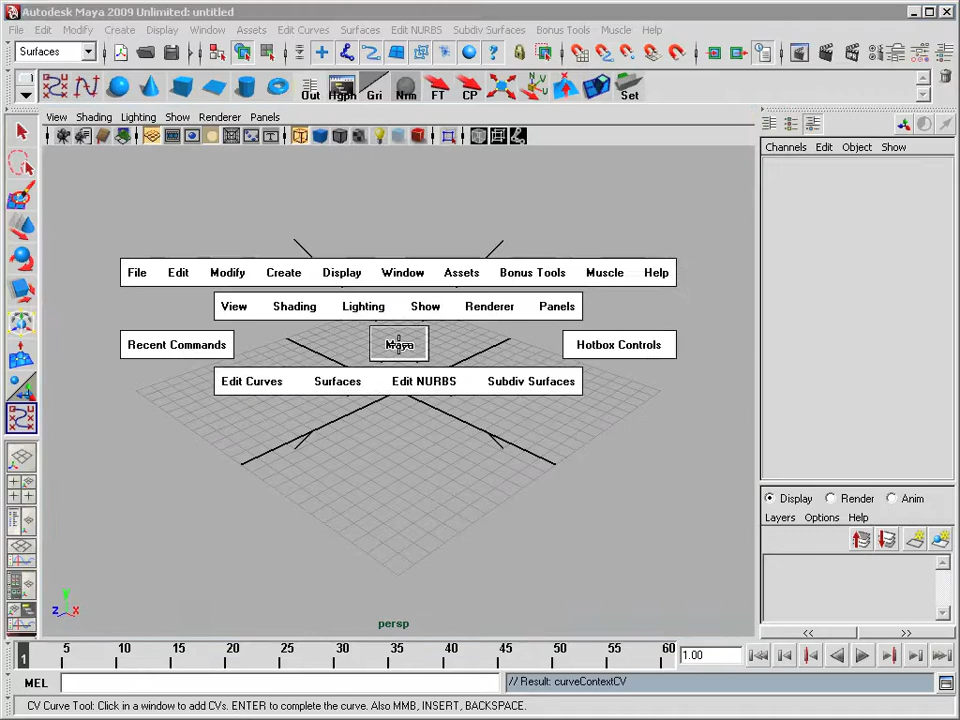 Autodesk Maya 2009 Unlimited: untitled
File Edit Modify Create Display Window Assets Edit Curves Surfaces Edit NURBS Subdiv Surfaces Bonus Tools Muscle Help
Surfaces
Out Hgph Gri Nrm FT CP Set
View Shading Lighting Show Renderer Panels
Channels Edit Object Show
File Edit Modify Create Display Window Assets Bonus Tools Muscle Help
View Shading Lighting Show Renderer Panels
Recent Commands Maya Hotbox Controls
Edit Curves Surfaces Edit NURBS Subdiv Surfaces
Display Render Anim
Layers Options Help
y
z x
persp
<< >>
1 5 10 15 20 25 30 35 40 45 50 55 60 1.00
MEL // Result: curveContextCV
CV Curve Tool: Click in a window to add CVs. ENTER to complete the curve. Also MMB, INSERT, BACKSPACE.